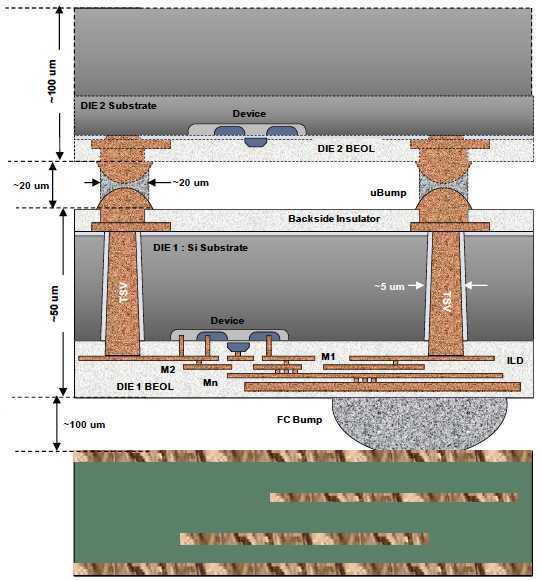 ~100 um
DIE 2 Substrate
Device
DIE 2 BEOL
~20 um
~20 um
uBump
Backside Insulator
DIE 1 : Si Substrate
~50 um
TSV
~5 um
TSV
Device
M1
ILD
M2
Mn
DIE 1 BEOL
~100 um
FC Bump